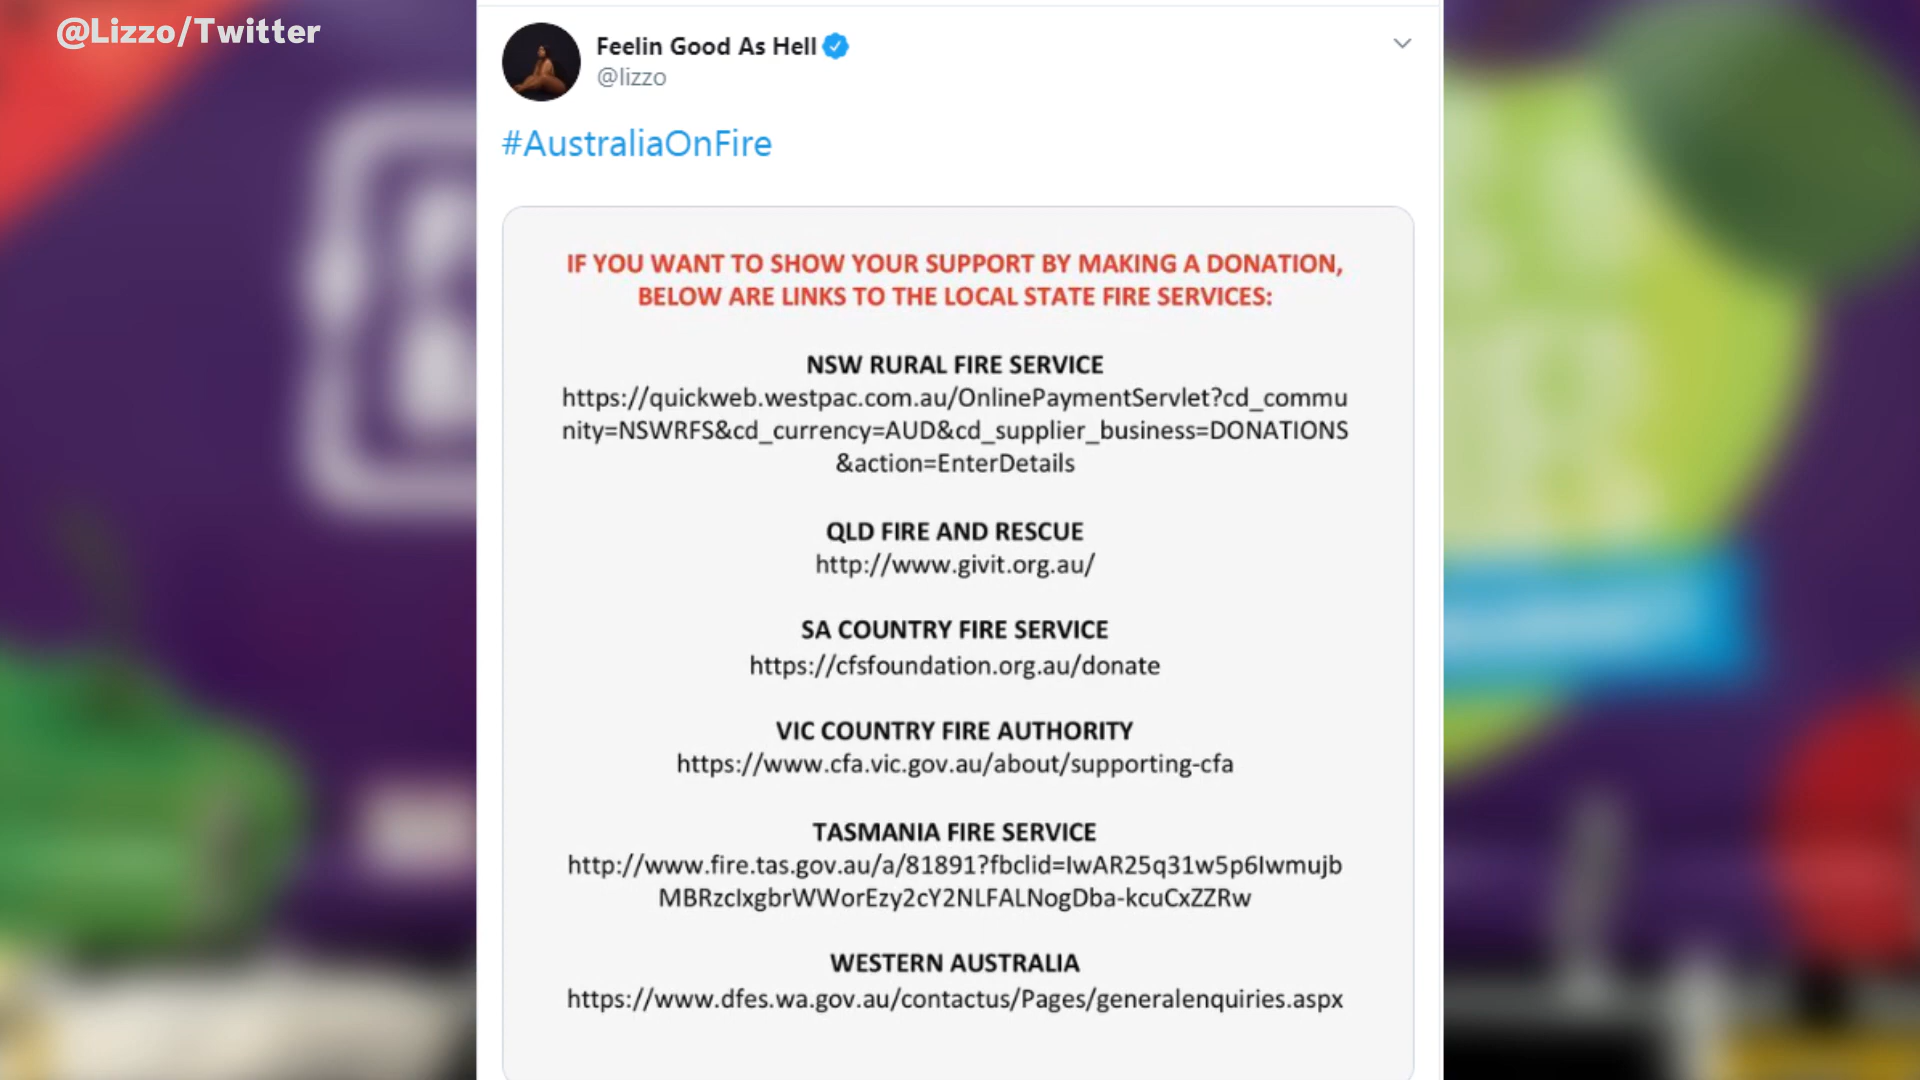 @Lizzo/Twitter
Feelin Good As Hell
@lizzo
#AustraliaOnFire
IF YOU WANT TO SHOW YOUR SUPPORT BY MAKING A DONATION,
BELOW ARE LINKS TO THE LOCAL STATE FIRE SERVICES:
NSW RURAL FIRE SERVICE
https://quickweb.westpac.com.au/OnlinePaymentServlet?cd_commu
nity=NSWRFS&cd_currency=AUD&cd_supplier_business=DONATIONS
&action=EnterDetails
QLD FIRE AND RESCUE
http://www.givit.org.au/
SA COUNTRY FIRE SERVICE
https://cfsfoundation.org.au/donate
VIC COUNTRY FIRE AUTHORITY
https://www.cfa.vic.gov.au/about/supporting-cfa
TASMANIA FIRE SERVICE
http://www.fire.tas.gov.au/a/81891?fbclid=IwAR25q31w5p6Iwmujb
MBRzcIxgbrWWorEzy2cY2NLFALNogDba-kcuCxZZRw
WESTERN AUSTRALIA
https://www.dfes.wa.gov.au/contactus/Pages/generalenquiries.aspx